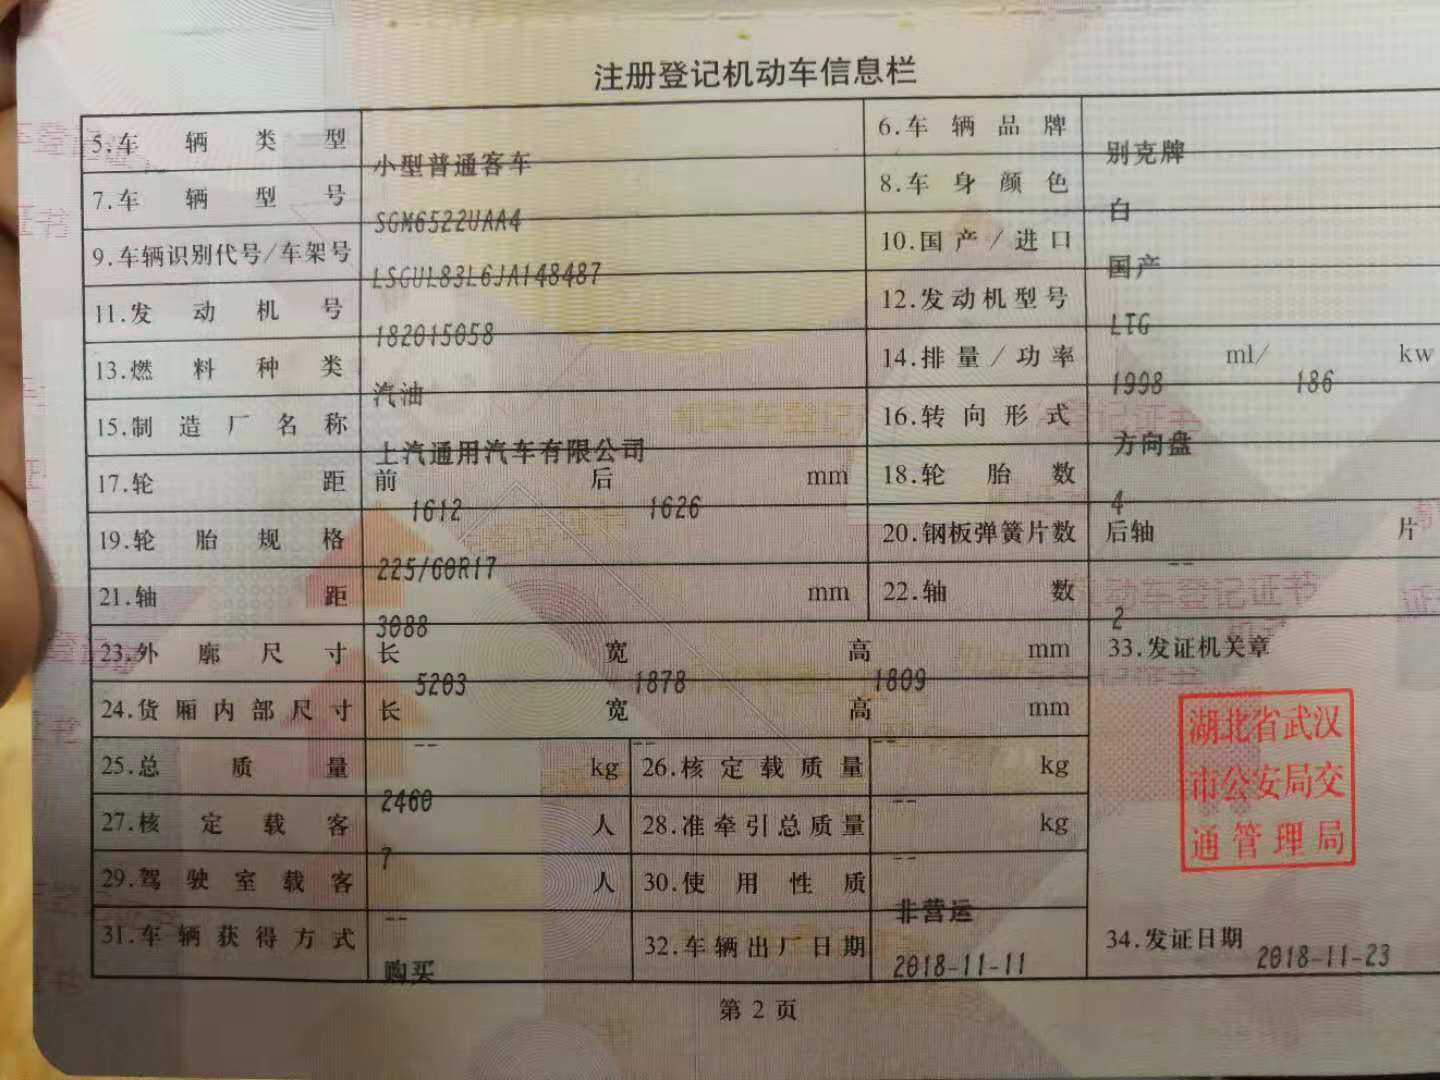 注册登记机动车信息栏
5.车辆类型 小型普通客车 6.车辆品牌 别克牌
7.车辆型号 SGM6522UAA4 8.车身颜色 白
9.车辆识别代号/车架号 LSGUL83L6JA148487 10.国产/进口 国产
11.发动机号 182015058 12.发动机型号 LTG
13.燃料种类 汽油 14.排量/功率 1998 ml/ 186 kw
15.制造厂名称 上汽通用汽车有限公司 16.转向形式 方向盘
17.轮距 前 1612 后 1626 mm 18.轮胎数 4
19.轮胎规格 225/60R17 20.钢板弹簧片数 后轴 -- 片
21.轴距 3088 mm 22.轴数 2
23.外廓尺寸 长 5203 宽 1878 高 1809 mm 33.发证机关章
24.货厢内部尺寸 长 -- 宽 -- 高 -- mm
湖北省武汉
市公安局交
通管理局
25.总质量 2460 kg 26.核定载质量 -- kg
27.核定载客 7 人 28.准牵引总质量 -- kg
29.驾驶室载客 -- 人 30.使用性质 非营运
31.车辆获得方式 购买 32.车辆出厂日期 2018-11-11 34.发证日期 2018-11-23
第2页